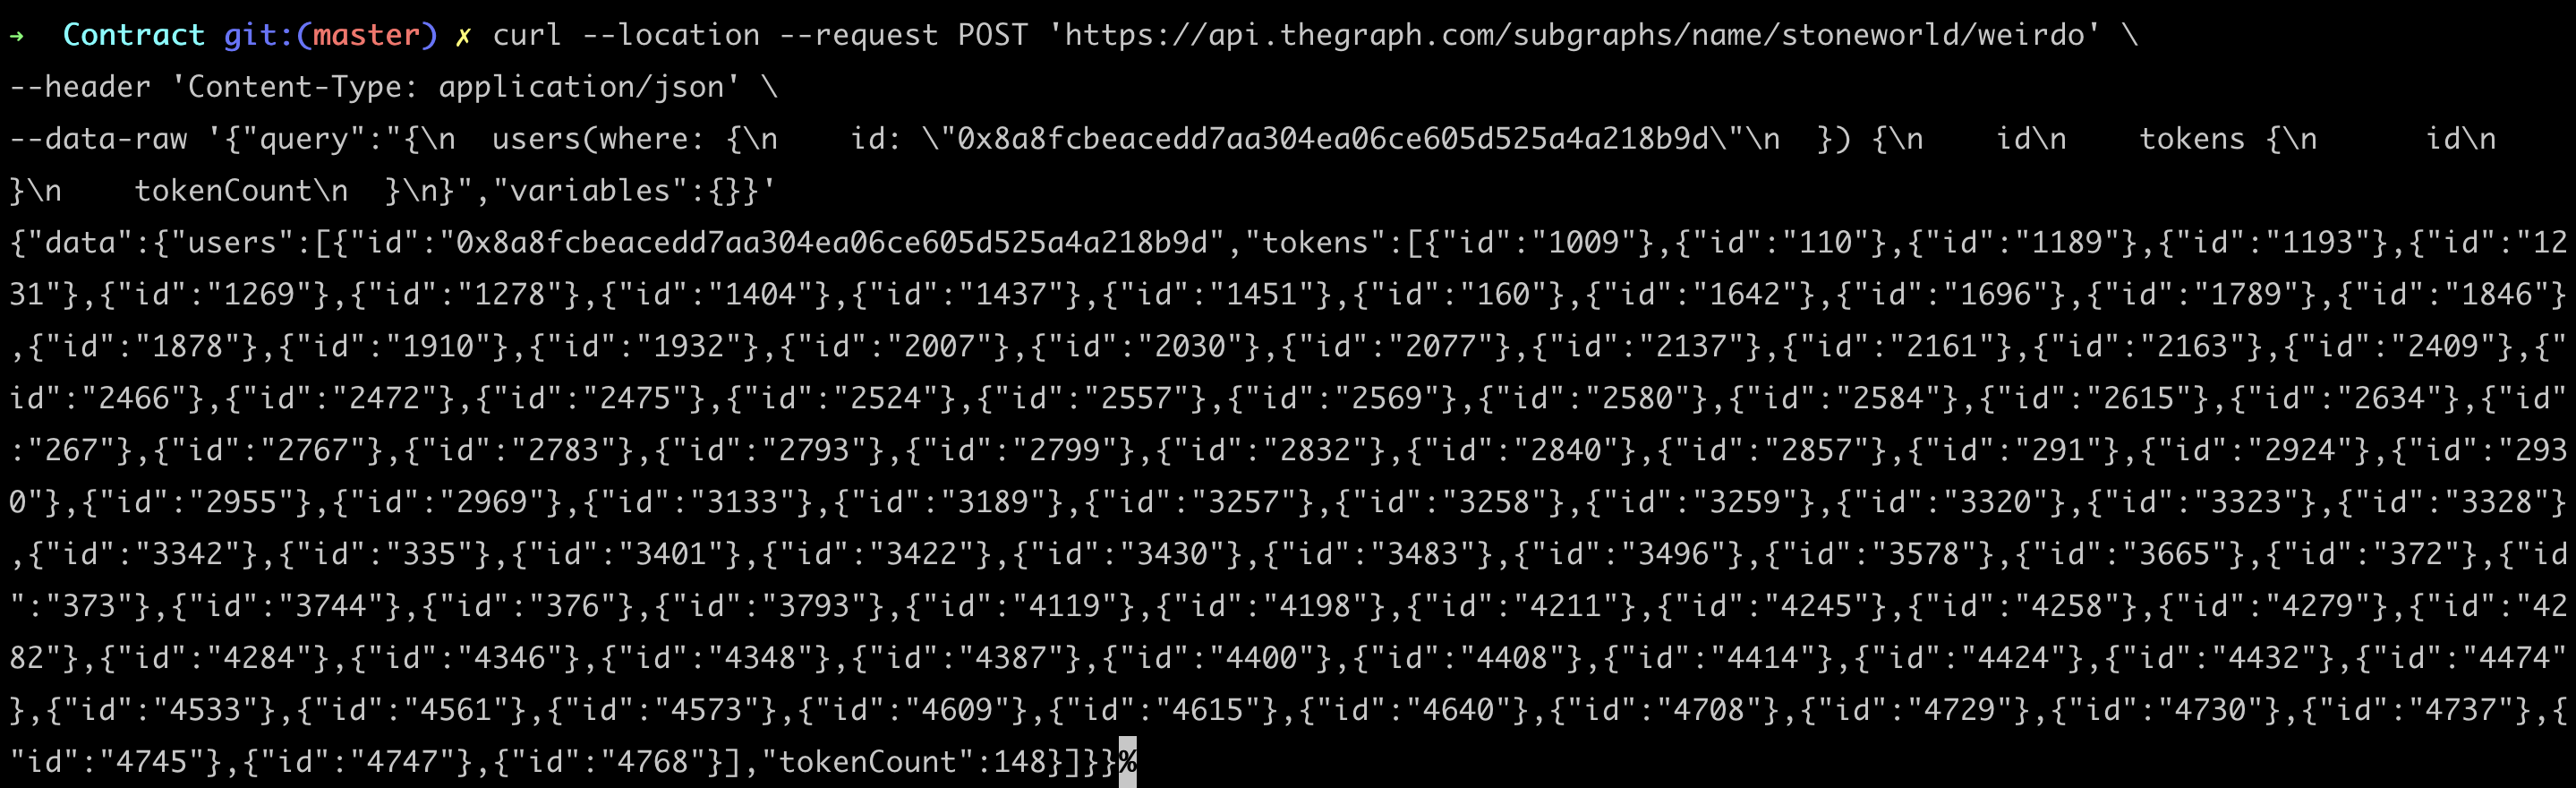 →  Contract git:(master) ✗ curl --location --request POST 'https://api.thegraph.com/subgraphs/name/stoneworld/weirdo' \
--header 'Content-Type: application/json' \
--data-raw '{"query":"{\n  users(where: {\n    id: \"0x8a8fcbeacedd7aa304ea06ce605d525a4a218b9d\"\n  }) {\n    id\n    tokens {\n      id\n
}\n    tokenCount\n  }\n}","variables":{}}'
{"data":{"users":[{"id":"0x8a8fcbeacedd7aa304ea06ce605d525a4a218b9d","tokens":[{"id":"1009"},{"id":"110"},{"id":"1189"},{"id":"1193"},{"id":"12
31"},{"id":"1269"},{"id":"1278"},{"id":"1404"},{"id":"1437"},{"id":"1451"},{"id":"160"},{"id":"1642"},{"id":"1696"},{"id":"1789"},{"id":"1846"}
,{"id":"1878"},{"id":"1910"},{"id":"1932"},{"id":"2007"},{"id":"2030"},{"id":"2077"},{"id":"2137"},{"id":"2161"},{"id":"2163"},{"id":"2409"},{"
id":"2466"},{"id":"2472"},{"id":"2475"},{"id":"2524"},{"id":"2557"},{"id":"2569"},{"id":"2580"},{"id":"2584"},{"id":"2615"},{"id":"2634"},{"id"
:"267"},{"id":"2767"},{"id":"2783"},{"id":"2793"},{"id":"2799"},{"id":"2832"},{"id":"2840"},{"id":"2857"},{"id":"291"},{"id":"2924"},{"id":"293
0"},{"id":"2955"},{"id":"2969"},{"id":"3133"},{"id":"3189"},{"id":"3257"},{"id":"3258"},{"id":"3259"},{"id":"3320"},{"id":"3323"},{"id":"3328"}
,{"id":"3342"},{"id":"335"},{"id":"3401"},{"id":"3422"},{"id":"3430"},{"id":"3483"},{"id":"3496"},{"id":"3578"},{"id":"3665"},{"id":"372"},{"id
":"373"},{"id":"3744"},{"id":"376"},{"id":"3793"},{"id":"4119"},{"id":"4198"},{"id":"4211"},{"id":"4245"},{"id":"4258"},{"id":"4279"},{"id":"42
82"},{"id":"4284"},{"id":"4346"},{"id":"4348"},{"id":"4387"},{"id":"4400"},{"id":"4408"},{"id":"4414"},{"id":"4424"},{"id":"4432"},{"id":"4474"
},{"id":"4533"},{"id":"4561"},{"id":"4573"},{"id":"4609"},{"id":"4615"},{"id":"4640"},{"id":"4708"},{"id":"4729"},{"id":"4730"},{"id":"4737"},{
"id":"4745"},{"id":"4747"},{"id":"4768"}],"tokenCount":148}]}}%